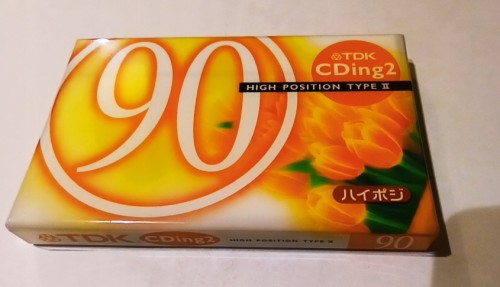 90
TDK
CDing2
HIGH POSITION TYPE II
ハイポジ
TDK CDing2 HIGH POSITION TYPE II 90